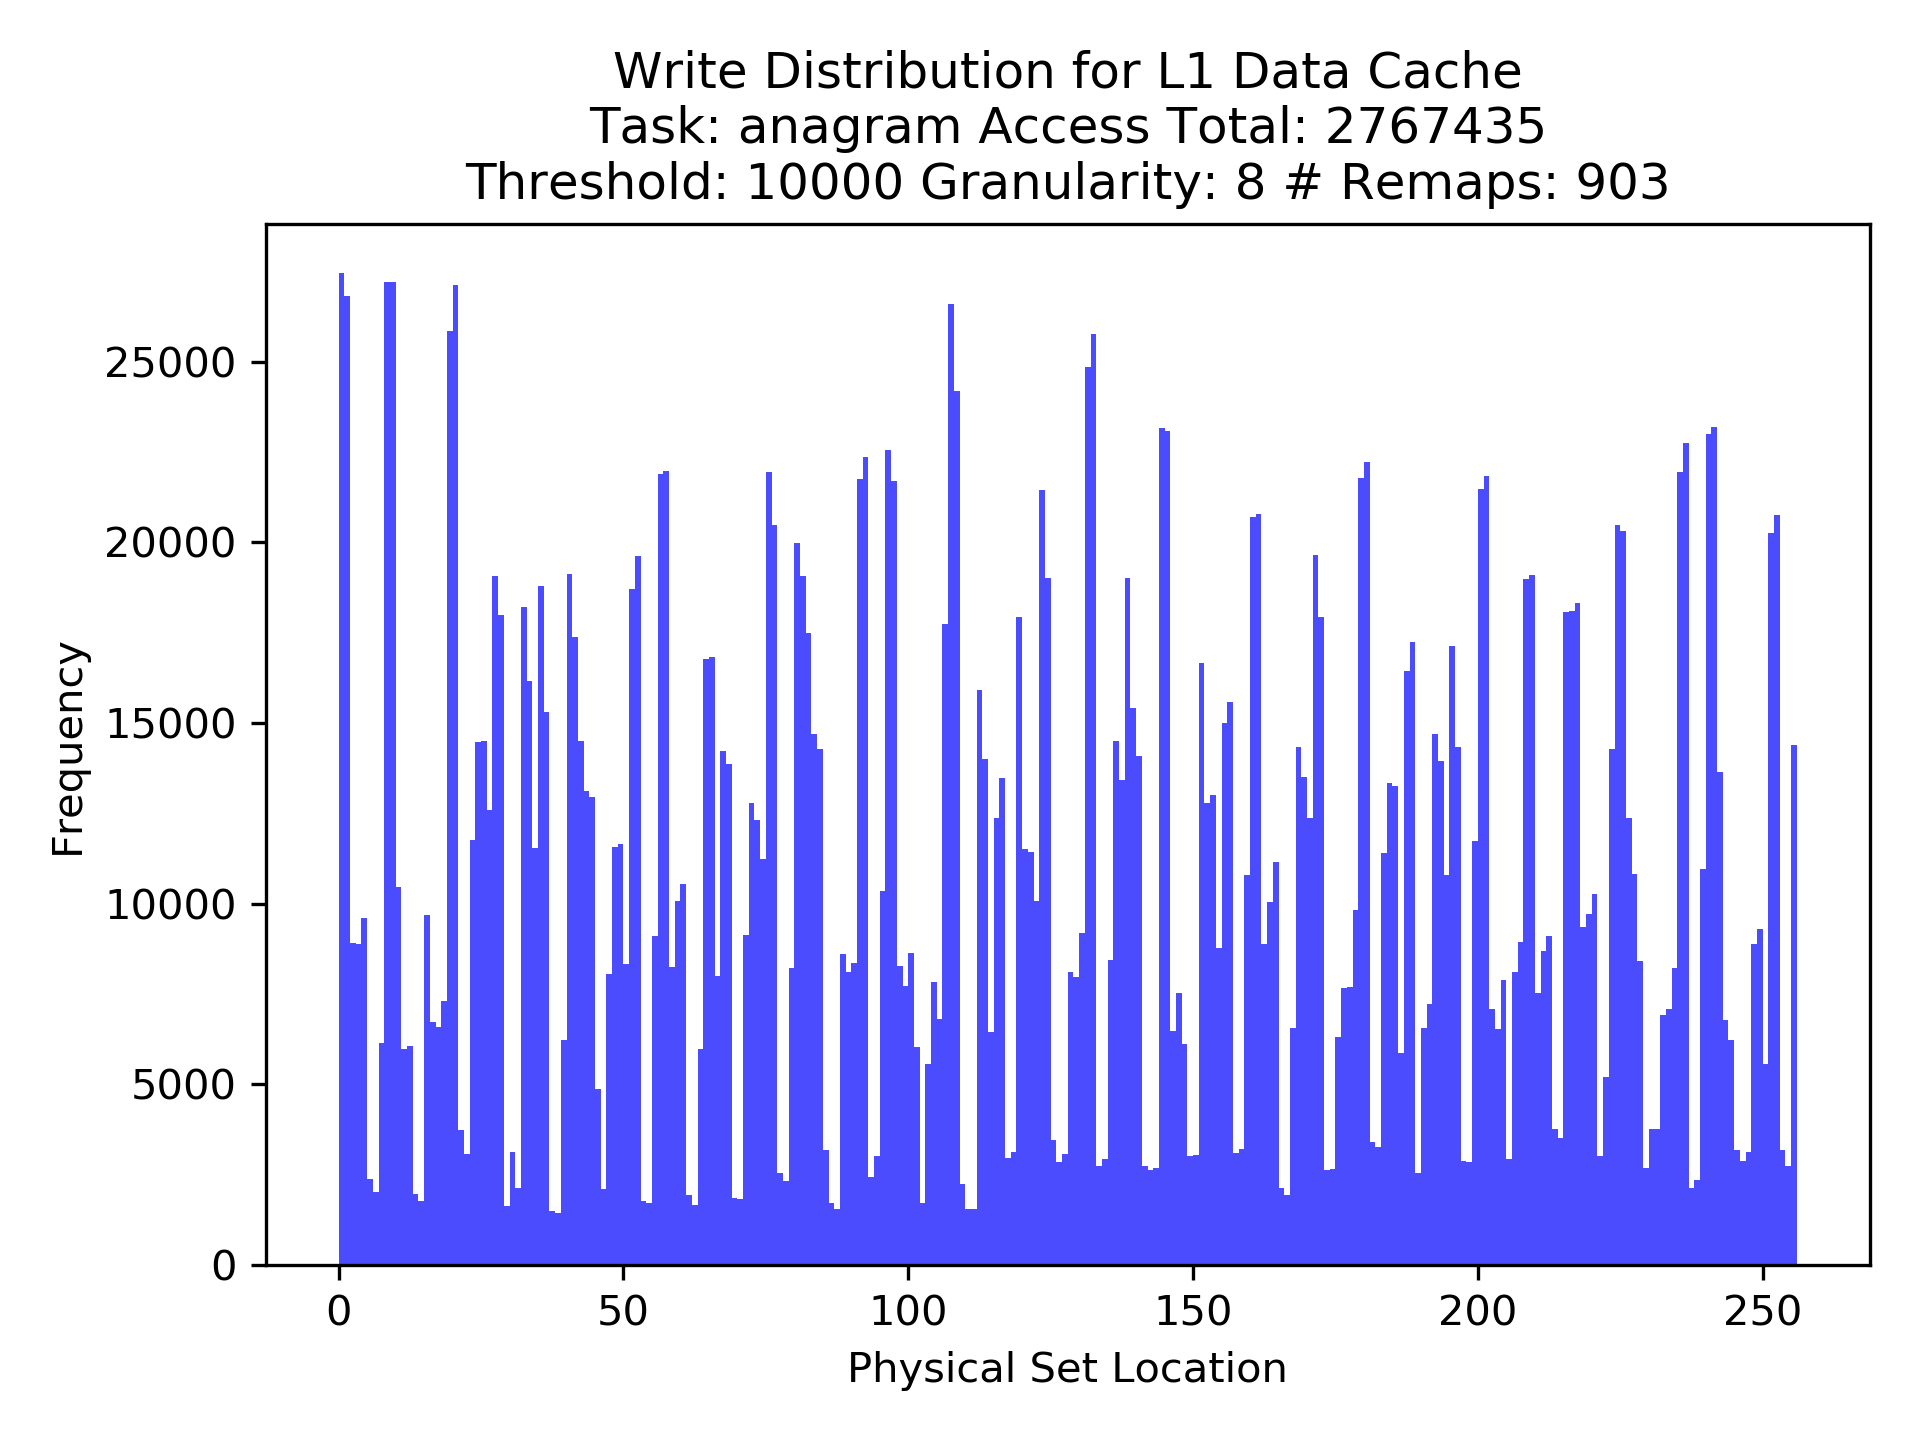 Write Distribution for L1 Data Cache
Task: anagram Access Total: 2767435
Threshold: 10000 Granularity: 8 # Remaps: 903
25000
20000
15000
10000
5000
0
Frequency
0 50 100 150 200 250
Physical Set Location